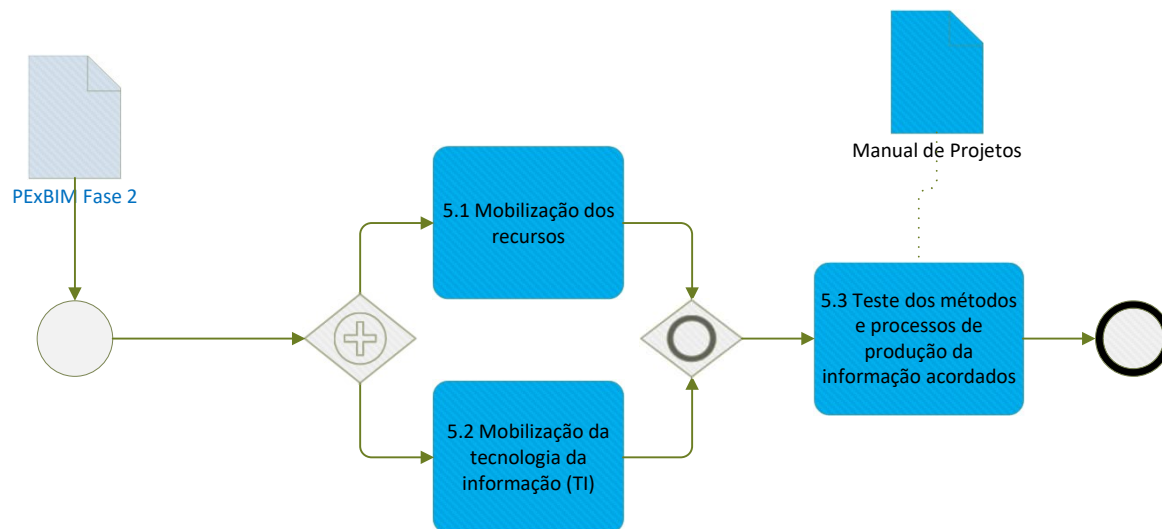 PExBIM Fase 2
5.1 Mobilização dos
recursos
5.2 Mobilização da
tecnologia da
informação (TI)
Manual de Projetos
5.3 Teste dos métodos
e processos de
produção da
informação acordados